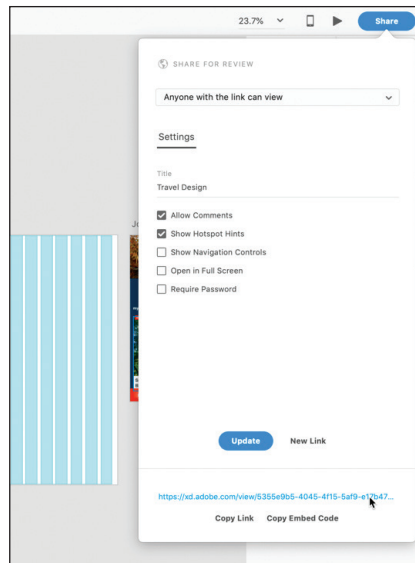 23.7%
Share
SHARE FOR REVIEW
Anyone with the link can view
Settings
Title
Travel Design
Jo
Allow Comments
Show Hotspot Hints
Show Navigation Controls
Open in Full Screen
Require Password
Update New Link
https://xd.adobe.com/view/5355e9b5-4045-4f15-5af9-e17b47...
Copy Link Copy Embed Code